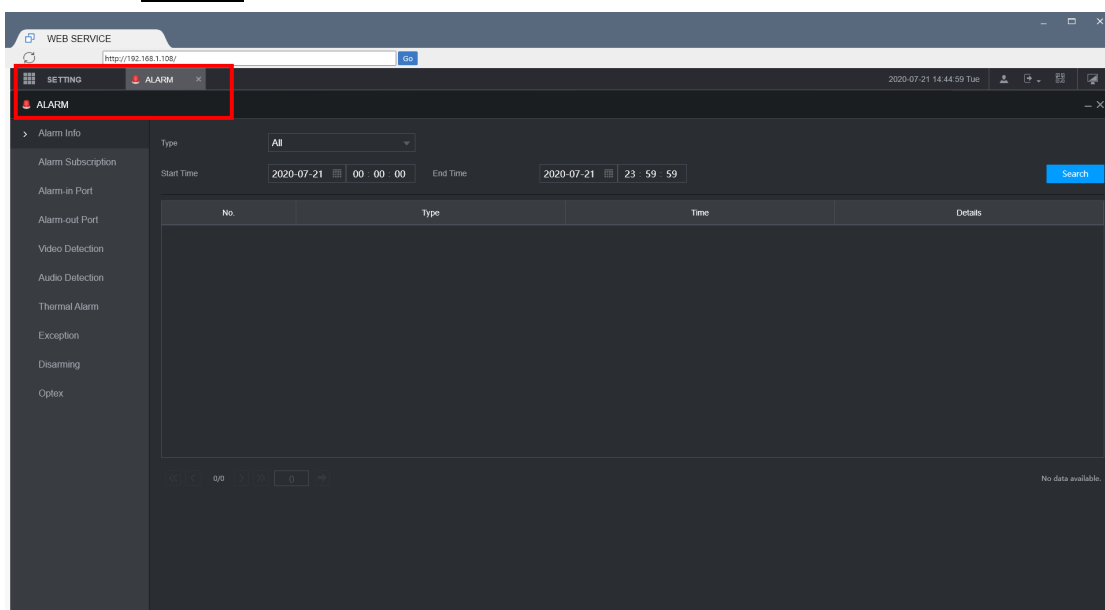 WEB SERVICE
http://192.168.1.108/ Go
SETTING ALARM 2020-07-21 14:44:59 Tue
ALARM
Alarm Info
Type All
Alarm Subscription
Start Time 2020-07-21 00 : 00 : 00 End Time 2020-07-21 23 : 59 : 59 Search
Alarm-in Port
No. Type Time Details
Alarm-out Port
Video Detection
Audio Detection
Thermal Alarm
Exception
Disarming
Optex
0/0 0 No data available.